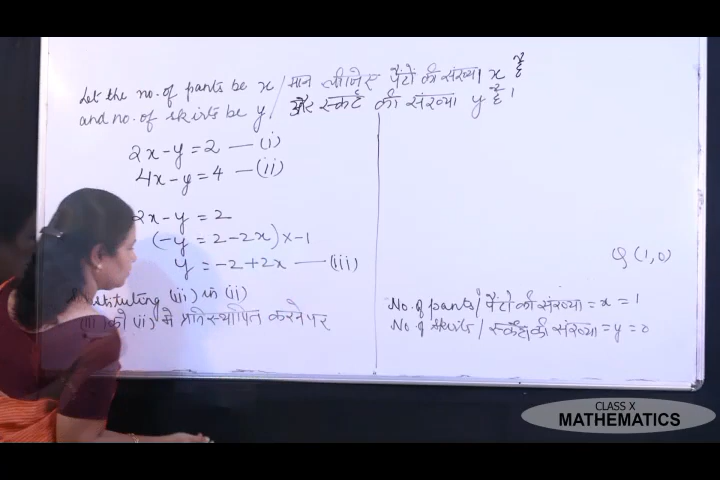 Let the no. of pants be x / मान लीजिए पैंटों की संख्या x है
and no. of skirts be y / और स्कर्ट की संख्या y है ।
2x - y = 2 — (i)
4x - y = 4 — (ii)
2x - y = 2
(-y = 2 - 2x) x -1
y = -2 + 2x — (iii)
Substituting (iii) in (ii)
(iii) को (ii) में प्रतिस्थापित करने पर
Q (1,0)
No. of pants / पैंटों की संख्या = x = 1
No. of skirts / स्कर्टों की संख्या = y = 0
CLASS X
MATHEMATICS